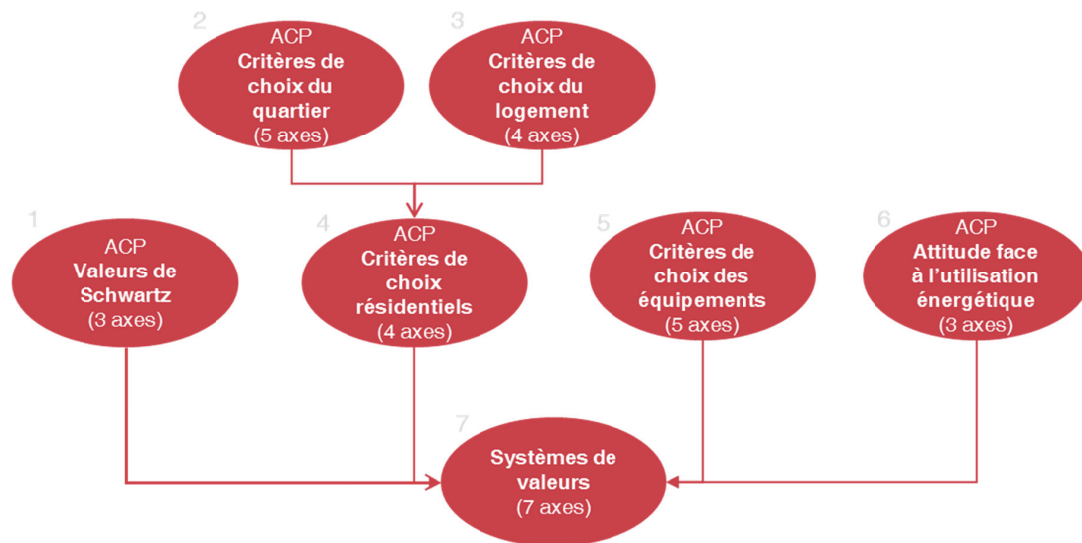 2
ACP
Critères de
choix du
quartier
(5 axes)
3
ACP
Critères de
choix du
logement
(4 axes)
1
ACP
Valeurs de
Schwartz
(3 axes)
4
ACP
Critères de
choix
résidentiels
(4 axes)
5
ACP
Critères de
choix des
équipements
(5 axes)
6
ACP
Attitude face
à l'utilisation
énergétique
(3 axes)
7
Systèmes de
valeurs
(7 axes)